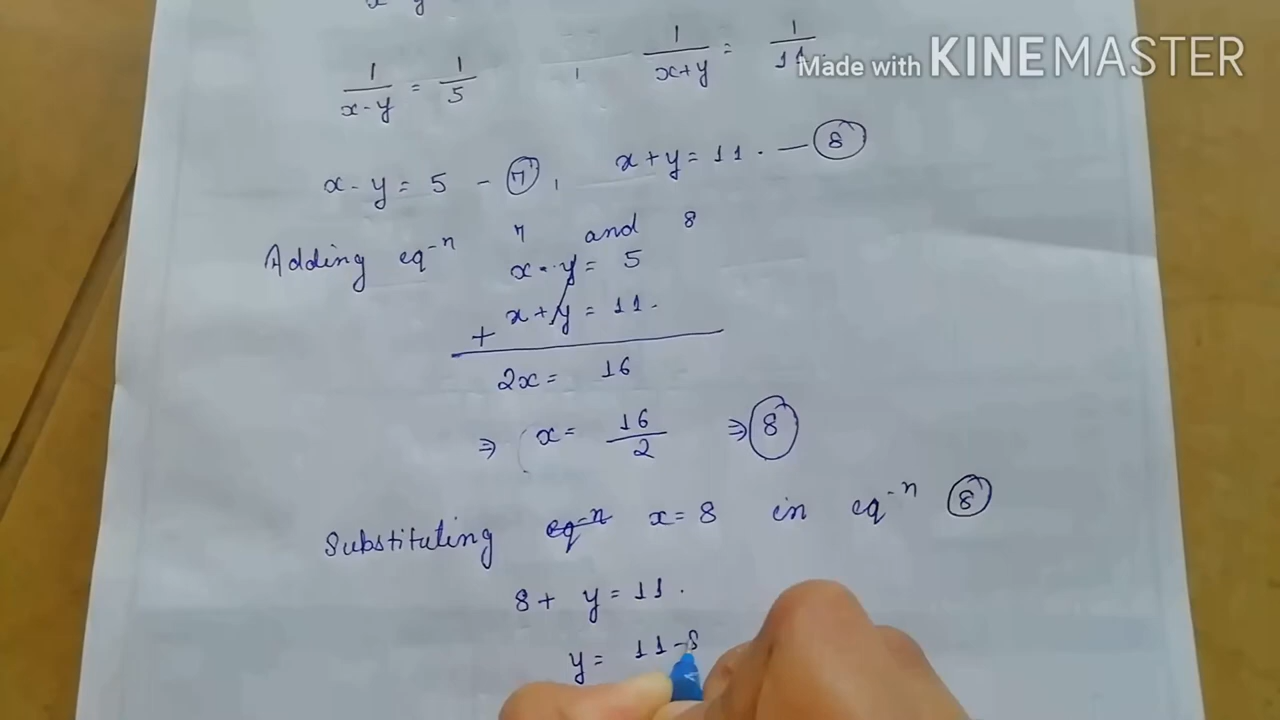 1/(x-y) = 1/5 , 1/(x+y) = 1/11
Made with KINEMASTER
x - y = 5 - 7 , x + y = 11 . — 8
Adding eq-n 7 and 8
x - y = 5
+ x + y = 11 .
2x = 16
⇒ x = 16/2 ⇒ 8
Substituting eq-n x = 8 in eq-n 8
8 + y = 11 .
y = 11 - 8